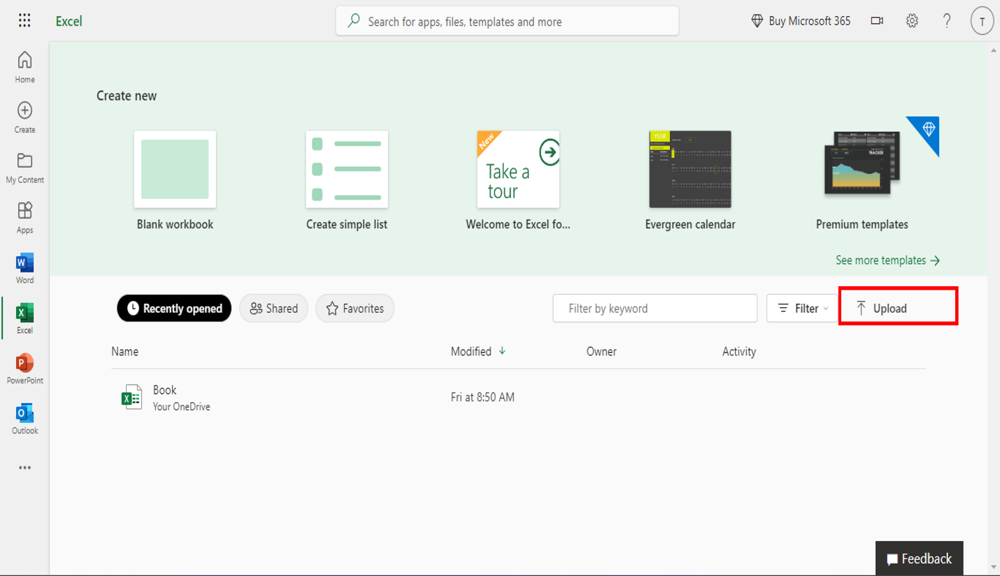 Excel
Search for apps, files, templates and more
Buy Microsoft 365
?
T
Home
Create
My Content
Apps
W
Word
X
Excel
P
PowerPoint
O
Outlook
Create new
New
Take a
tour
YEAR
TRACKER
Blank workbook
Create simple list
Welcome to Excel fo...
Evergreen calendar
Premium templates
See more templates
Recently opened
Shared
Favorites
Filter by keyword
Filter
Upload
Name
Modified
Owner
Activity
X
Book
Your OneDrive
Fri at 8:50 AM
Feedback